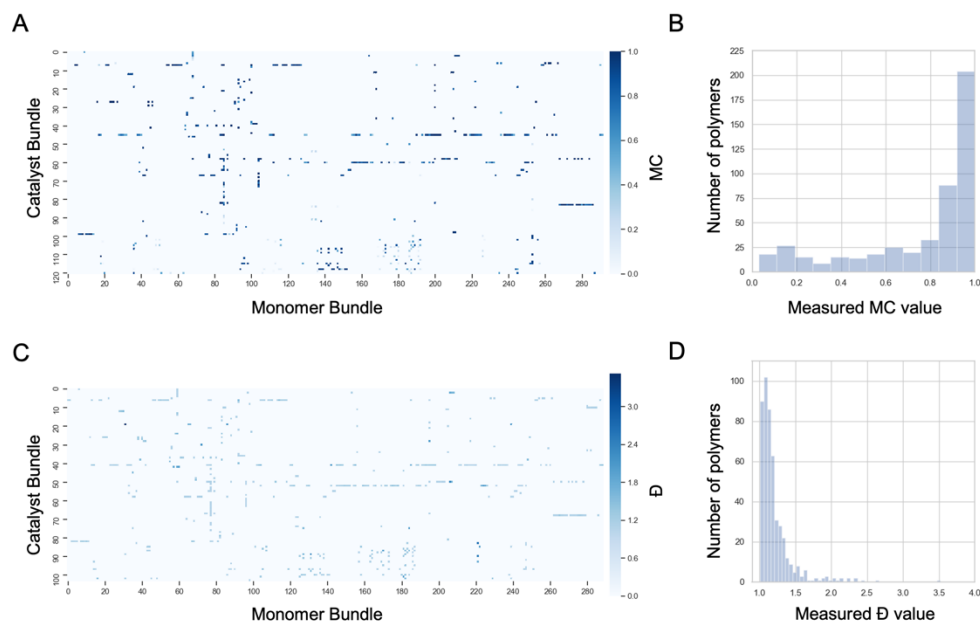 A
Catalyst Bundle
0
10
20
30
40
50
60
70
80
90
100
110
120
0 20 40 60 80 100 120 140 160 180 200 220 240 260 280
Monomer Bundle
1.0
0.8
0.6
0.4
0.2
0.0
MC
B
Number of polymers
225
200
175
150
125
100
75
50
25
0
0.0 0.2 0.4 0.6 0.8 1.0
Measured MC value
C
Catalyst Bundle
0
10
20
30
40
50
60
70
80
90
100
0 20 40 60 80 100 120 140 160 180 200 220 240 260 280
Monomer Bundle
3.0
2.4
1.8
1.2
0.6
0.0
Đ
D
Number of polymers
100
80
60
40
20
0
1.0 1.5 2.0 2.5 3.0 3.5 4.0
Measured Đ value